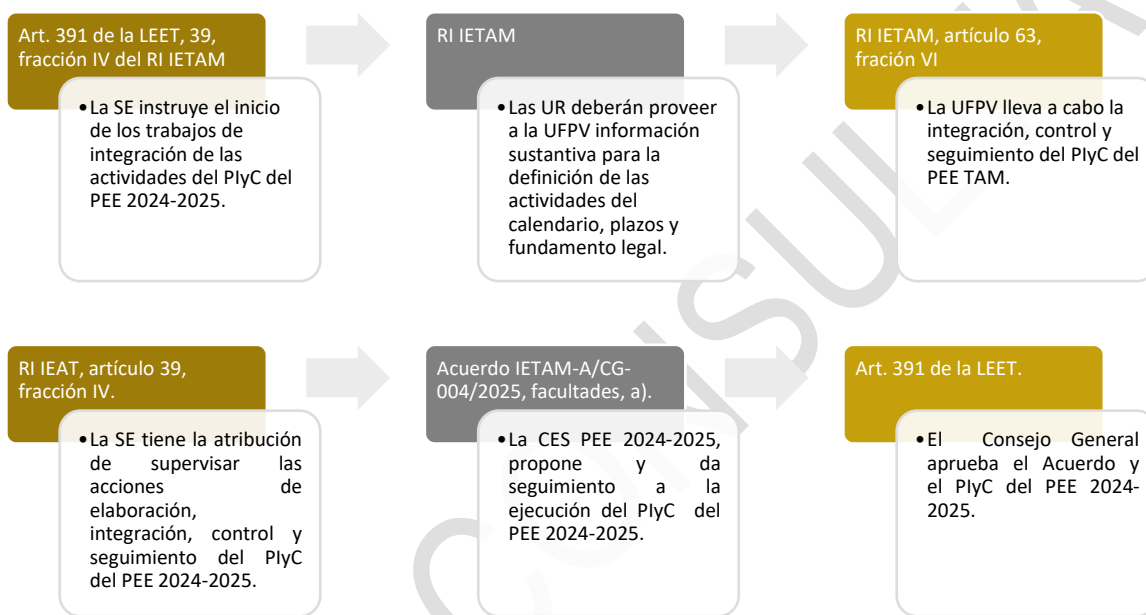 Art. 391 de la LEET, 39,
fracción IV del RI IETAM
•La SE instruye el inicio
de los trabajos de
integración de las
actividades del PIyC del
PEE 2024-2025.
RI IETAM
•Las UR deberán proveer
a la UFPV información
sustantiva para la
definición de las
actividades del
calendario, plazos y
fundamento legal.
RI IETAM, artículo 63,
fración VI
•La UFPV lleva a cabo la
integración, control y
seguimiento del PIyC del
PEE TAM.
RI IEAT, artículo 39,
fracción IV.
•La SE tiene la atribución
de supervisar las
acciones de
elaboración,
integración, control y
seguimiento del PIyC
del PEE 2024-2025.
Acuerdo IETAM-A/CG-
004/2025, facultades, a).
•La CES PEE 2024-2025,
propone y da
seguimiento a la
ejecución del PIyC del
PEE 2024-2025.
Art. 391 de la LEET.
•El Consejo General
aprueba el Acuerdo y
el PIyC del PEE 2024-
2025.